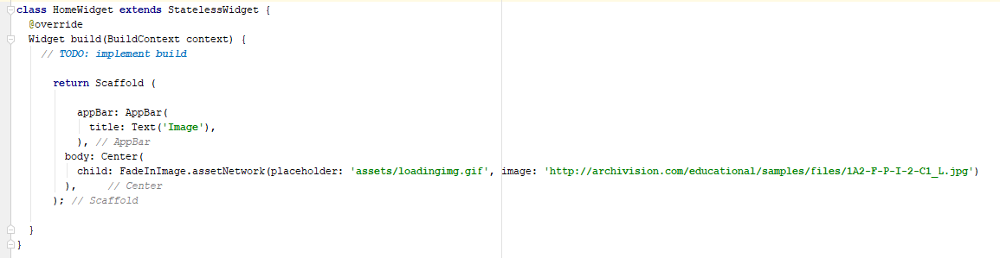 class HomeWidget extends StatelessWidget {
@override
Widget build(BuildContext context) {
// TODO: implement build
return Scaffold (
appBar: AppBar(
title: Text('Image'),
), // AppBar
body: Center(
child: FadeInImage.assetNetwork(placeholder: 'assets/loadingimg.gif', image: 'http://archivision.com/educational/samples/files/1A2-F-P-I-2-C1_L.jpg')
), // Center
); // Scaffold
}
}